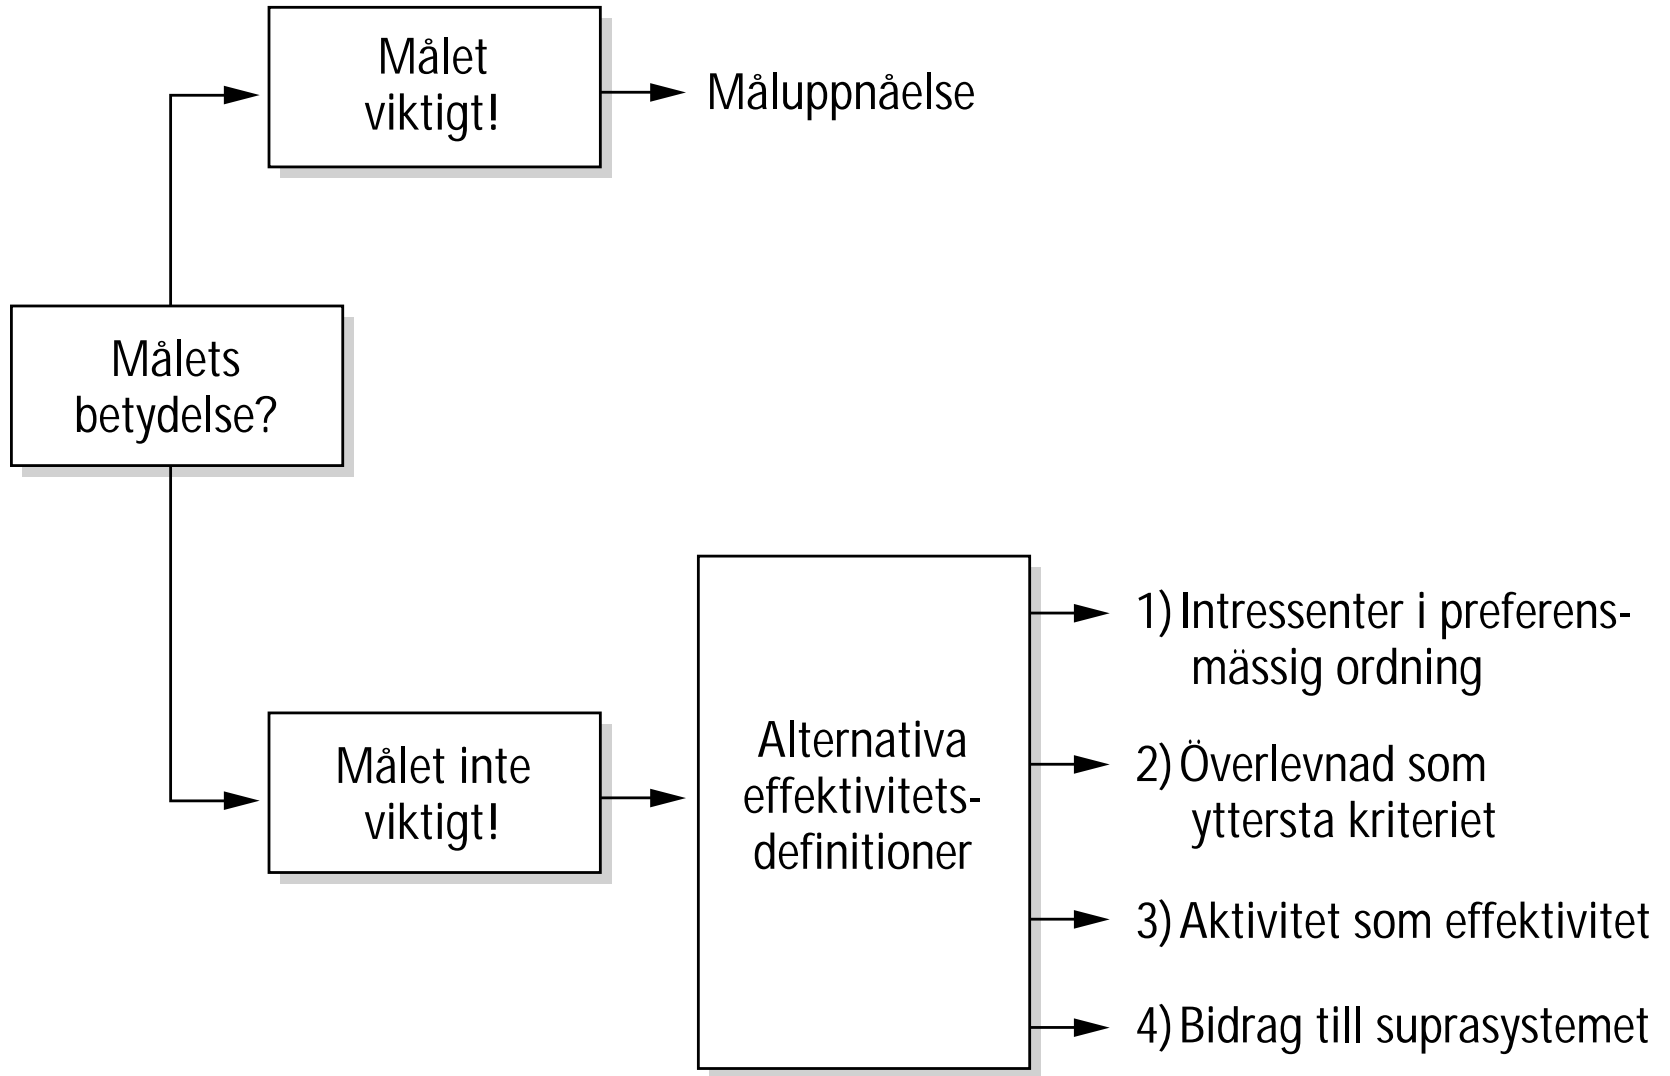 Målet
viktigt!
Måluppnåelse
Målets
betydelse?
Målet inte
viktigt!
Alternativa
effektivitets-
definitioner
1) Intressenter i preferens-
mässig ordning
2) Överlevnad som
yttersta kriteriet
3) Aktivitet som effektivitet
4) Bidrag till suprasystemet